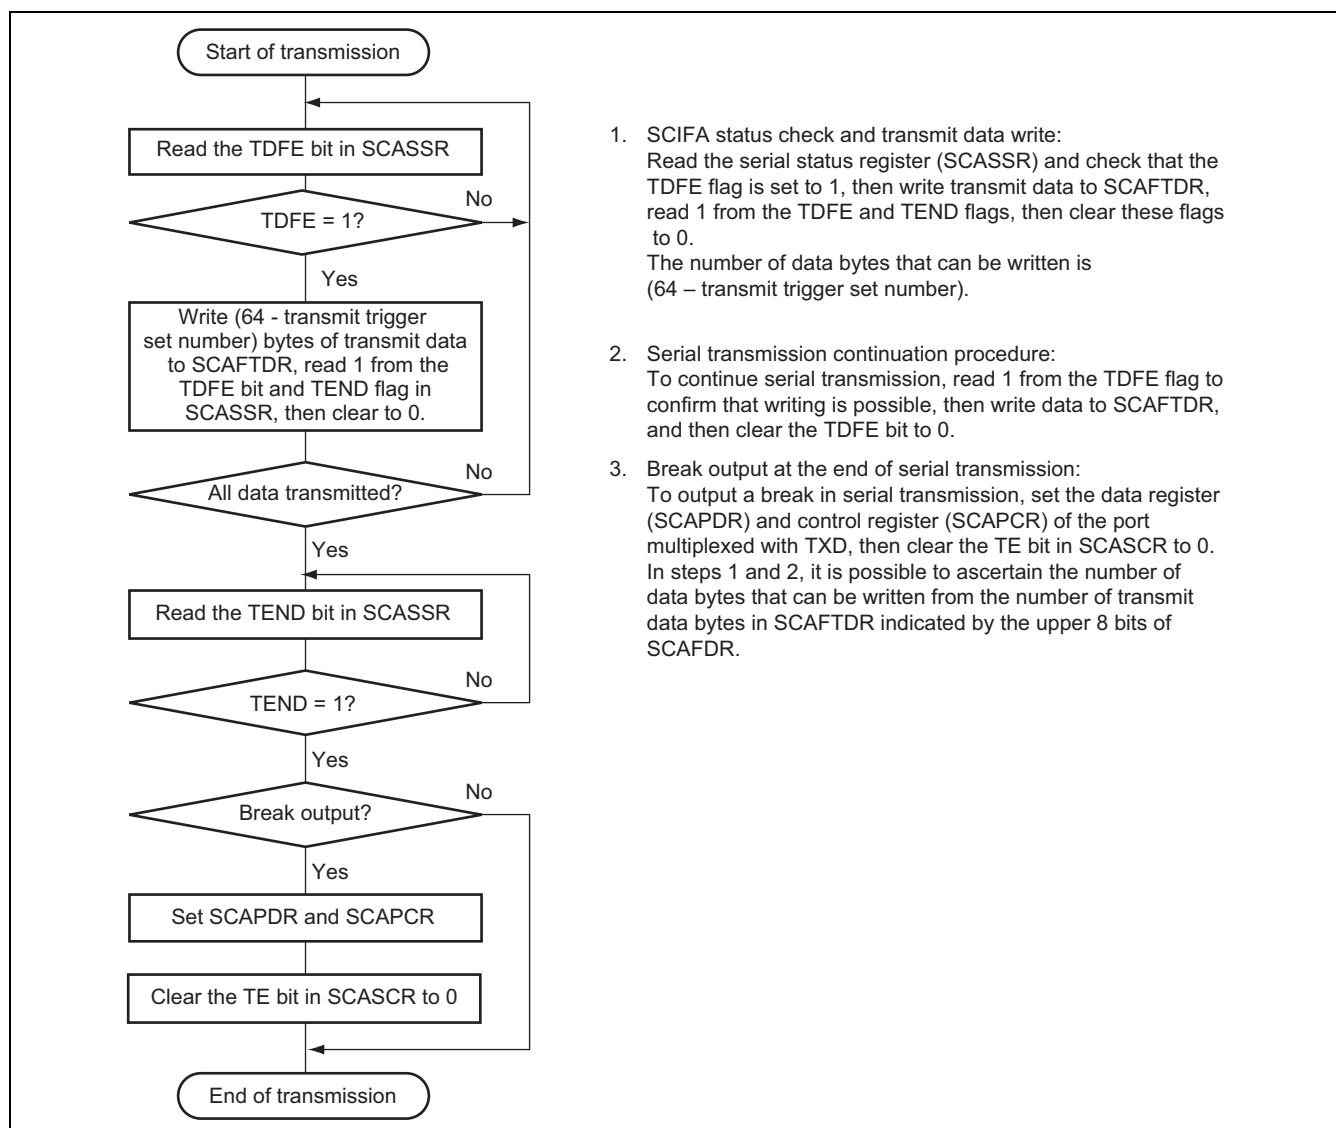 Start of transmission
Read the TDFE bit in SCASSR
TDFE = 1?
No
Yes
Write (64 - transmit trigger
set number) bytes of transmit data
to SCAFTDR, read 1 from the
TDFE bit and TEND flag in
SCASSR, then clear to 0.
All data transmitted?
No
Yes
Read the TEND bit in SCASSR
TEND = 1?
No
Yes
Break output?
No
Yes
Set SCAPDR and SCAPCR
Clear the TE bit in SCASCR to 0
End of transmission
1. SCIFA status check and transmit data write:
Read the serial status register (SCASSR) and check that the
TDFE flag is set to 1, then write transmit data to SCAFTDR,
read 1 from the TDFE and TEND flags, then clear these flags
to 0.
The number of data bytes that can be written is
(64 – transmit trigger set number).
2. Serial transmission continuation procedure:
To continue serial transmission, read 1 from the TDFE flag to
confirm that writing is possible, then write data to SCAFTDR,
and then clear the TDFE bit to 0.
3. Break output at the end of serial transmission:
To output a break in serial transmission, set the data register
(SCAPDR) and control register (SCAPCR) of the port
multiplexed with TXD, then clear the TE bit in SCASCR to 0.
In steps 1 and 2, it is possible to ascertain the number of
data bytes that can be written from the number of transmit
data bytes in SCAFTDR indicated by the upper 8 bits of
SCAFDR.